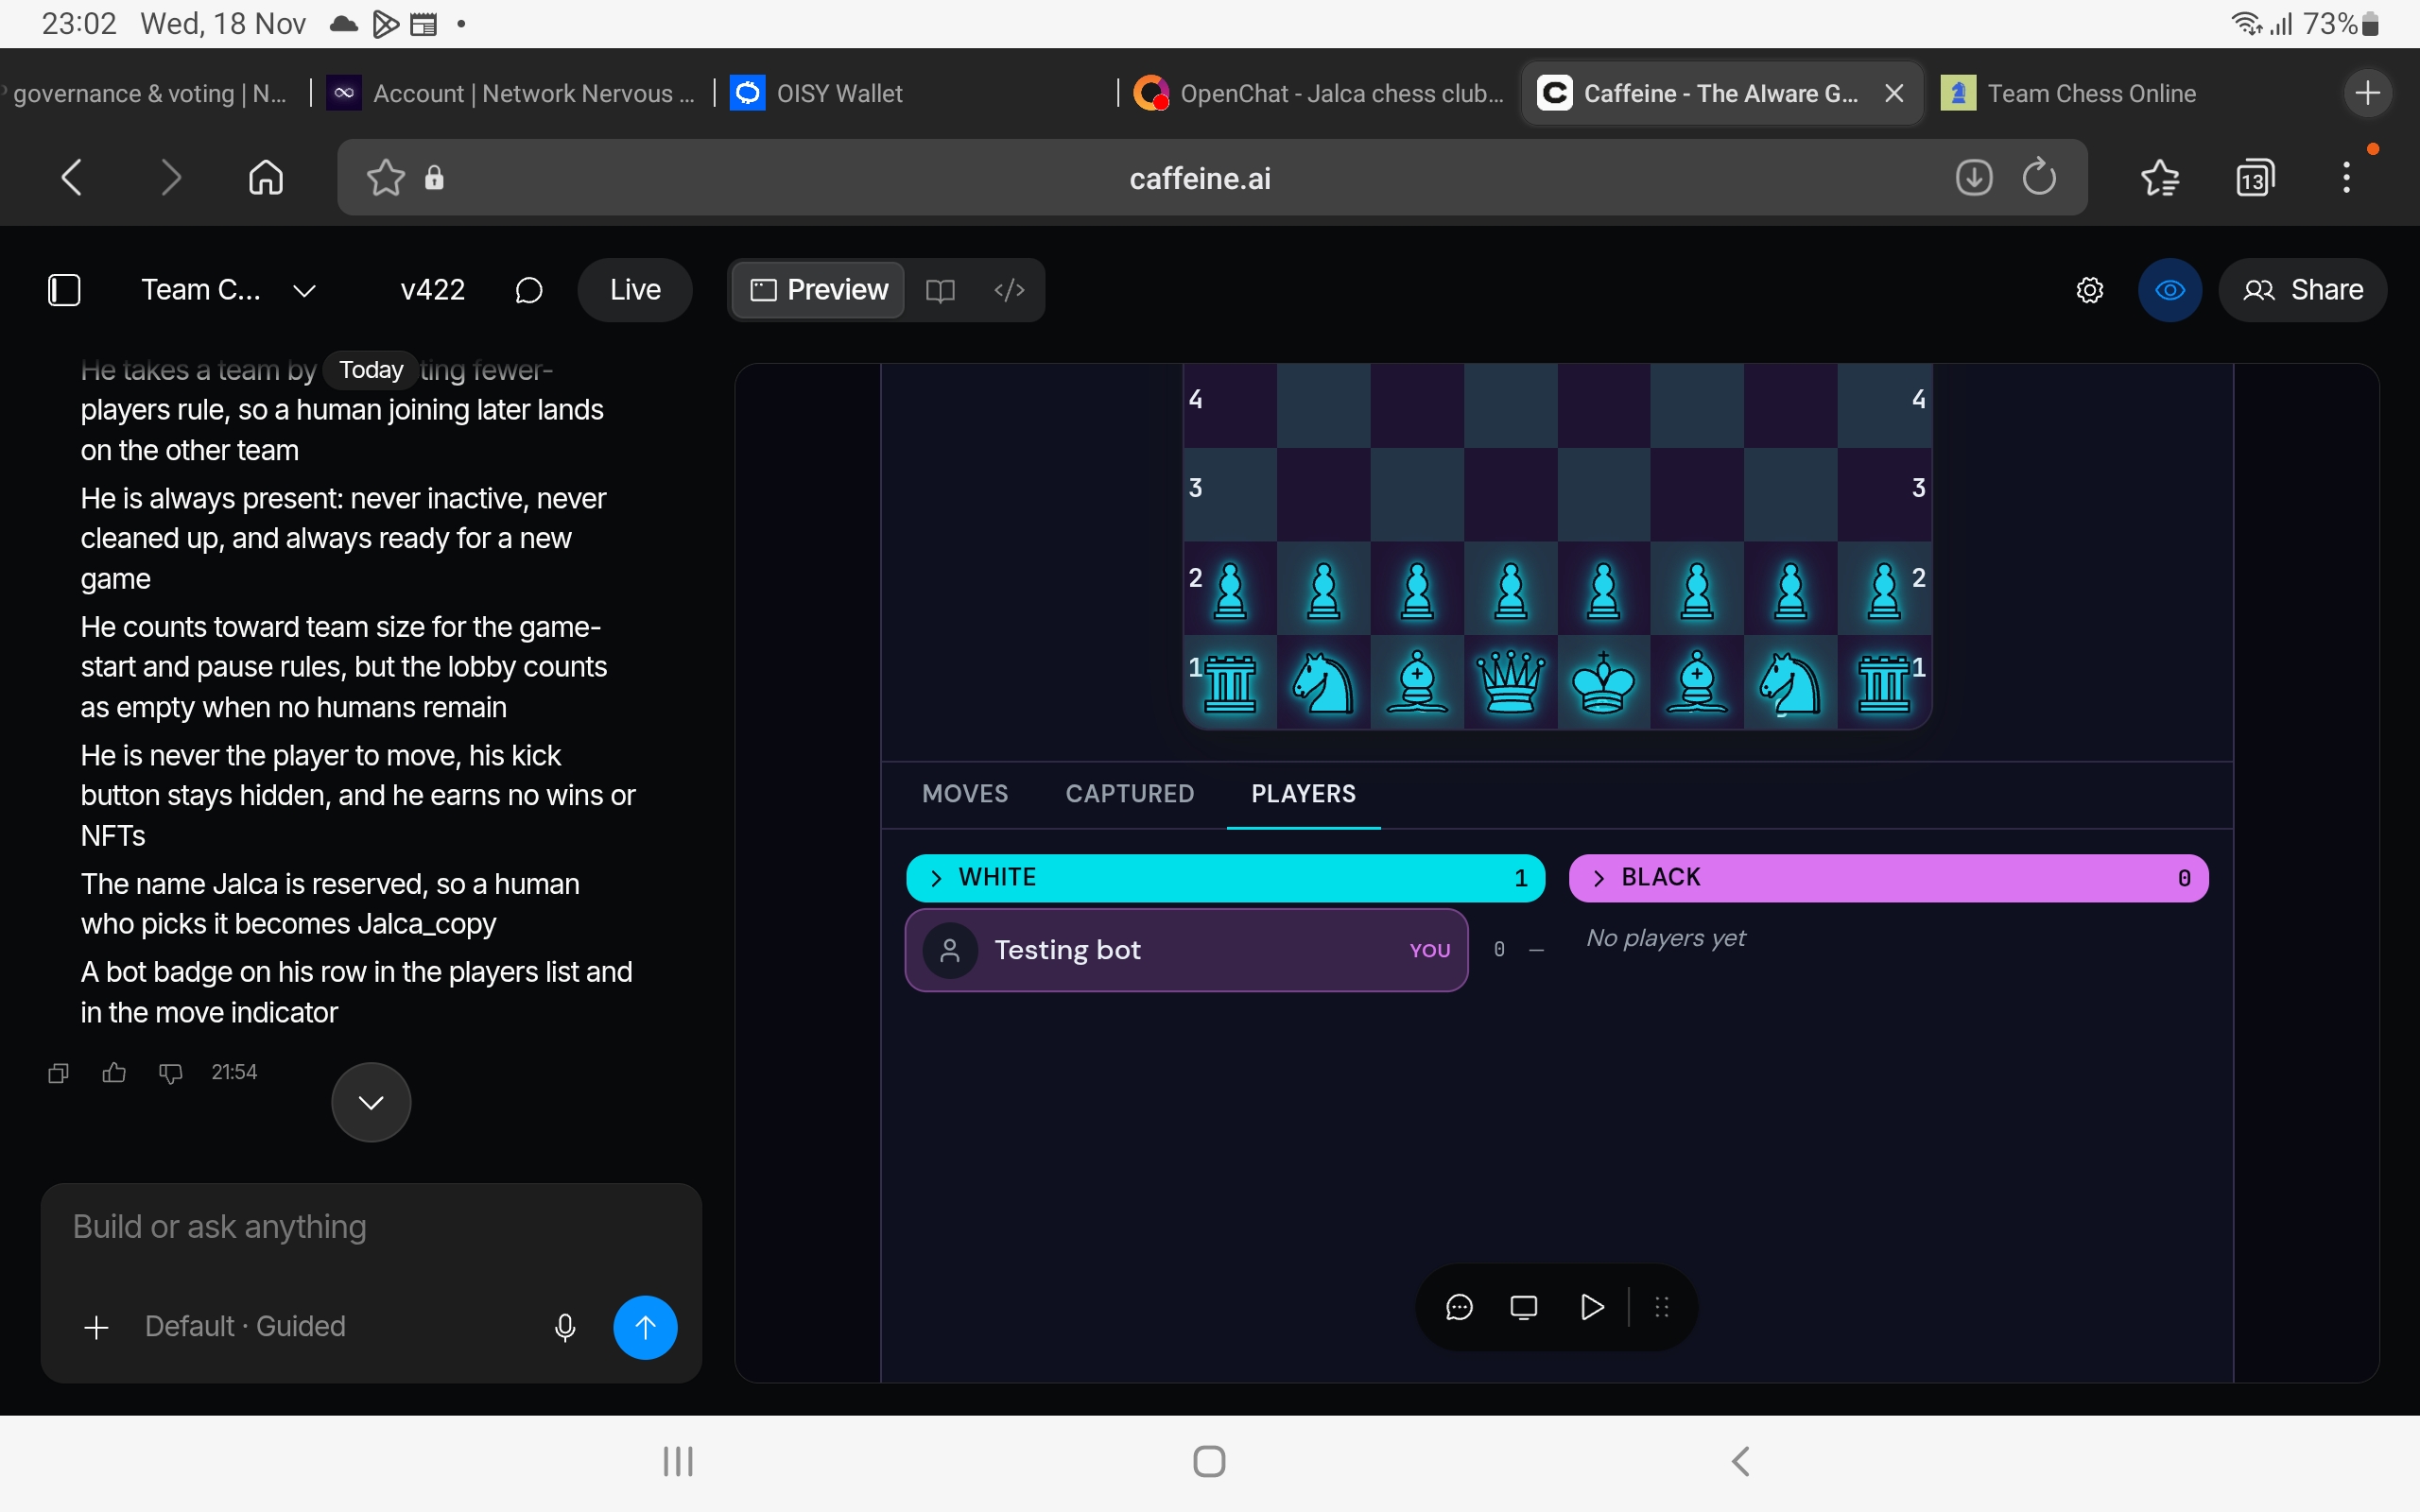 23:02 Wed, 18 Nov
73%
governance & voting | N...
Account | Network Nervous ...
OISY Wallet
OpenChat - Jalca chess club...
Caffeine - The AIware G...
Team Chess Online
caffeine.ai
13
Team C...
v422
Live
Preview
Share
Today
He takes a team by ting fewer-
players rule, so a human joining later lands
on the other team
He is always present: never inactive, never
cleaned up, and always ready for a new
game
He counts toward team size for the game-
start and pause rules, but the lobby counts
as empty when no humans remain
He is never the player to move, his kick
button stays hidden, and he earns no wins or
NFTs
The name Jalca is reserved, so a human
who picks it becomes Jalca_copy
A bot badge on his row in the players list and
in the move indicator
21:54
Build or ask anything
Default · Guided
4 4
3 3
2 2
1 1
MOVES CAPTURED PLAYERS
WHITE 1
BLACK 0
Testing bot YOU 0 –
No players yet